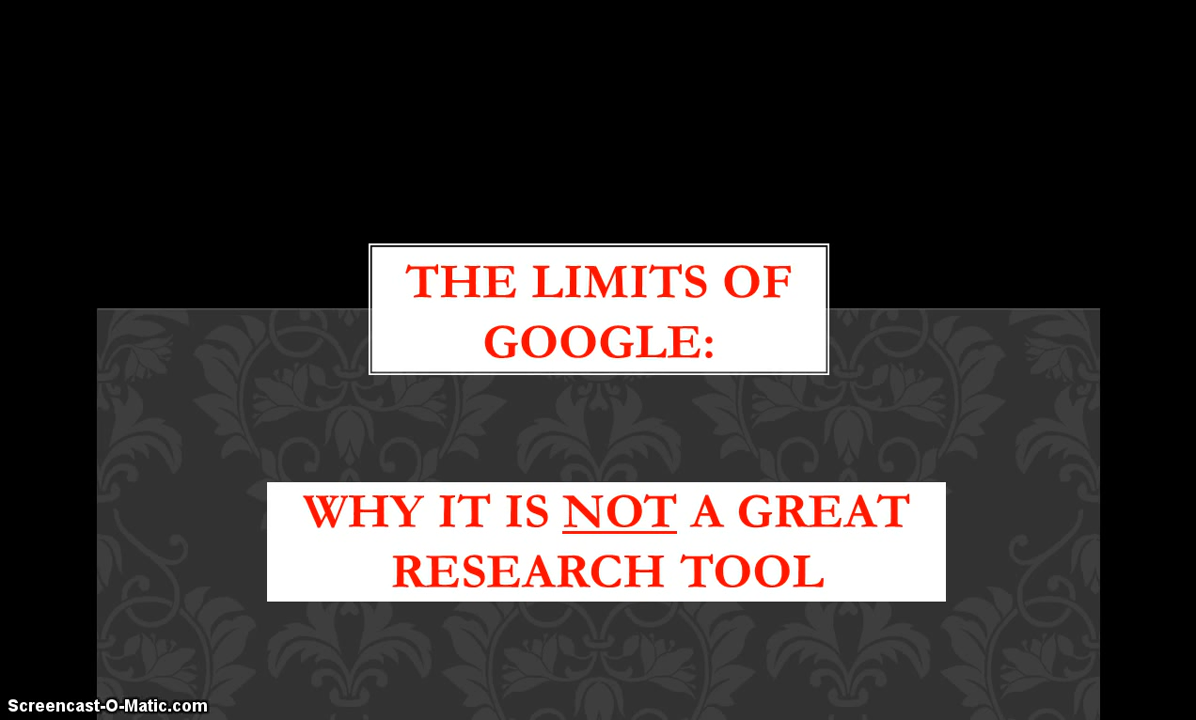 THE LIMITS OF
GOOGLE:
WHY IT IS NOT A GREAT
RESEARCH TOOL
Screencast-O-Matic.com